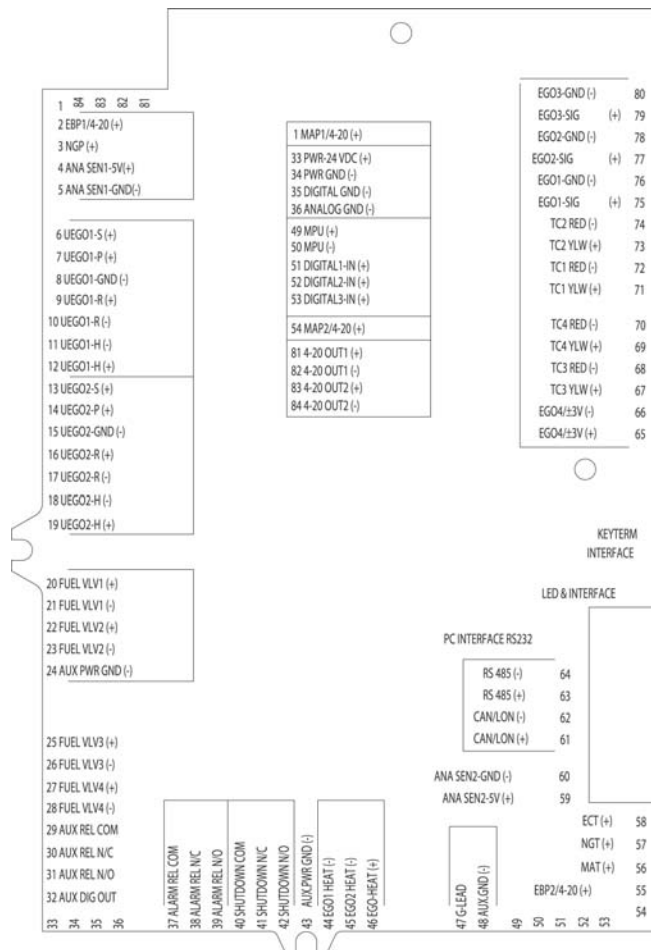 1 84 83 82 81
2 EBP1/4-20 (+)
3 NGP (+)
4 ANA SEN1-5V(+)
5 ANA SEN1-GND(-)
6 UEGO1-S (+)
7 UEGO1-P (+)
8 UEGO1-GND (-)
9 UEGO1-R (+)
10 UEGO1-R (-)
11 UEGO1-H (-)
12 UEGO1-H (+)
13 UEGO2-S (+)
14 UEGO2-P (+)
15 UEGO2-GND (-)
16 UEGO2-R (+)
17 UEGO2-R (-)
18 UEGO2-H (-)
19 UEGO2-H (+)
20 FUEL VLV1 (+)
21 FUEL VLV1 (-)
22 FUEL VLV2 (+)
23 FUEL VLV2 (-)
24 AUX PWR GND (-)
25 FUEL VLV3 (+)
26 FUEL VLV3 (-)
27 FUEL VLV4 (+)
28 FUEL VLV4 (-)
29 AUX REL COM
30 AUX REL N/C
31 AUX REL N/O
32 AUX DIG OUT
33 34 35 36
1 MAP1/4-20 (+)
33 PWR-24 VDC (+)
34 PWR GND (-)
35 DIGITAL GND (-)
36 ANALOG GND (-)
49 MPU (+)
50 MPU (-)
51 DIGITAL1-IN (+)
52 DIGITAL2-IN (+)
53 DIGITAL3-IN (+)
54 MAP2/4-20 (+)
81 4-20 OUT1 (+)
82 4-20 OUT1 (-)
83 4-20 OUT2 (+)
84 4-20 OUT2 (-)
37 ALARM REL COM
38 ALARM REL N/C
39 ALARM REL N/O
40 SHUTDOWN COM
41 SHUTDOWN N/C
42 SHUTDOWN N/O
43 AUX.PWR GND (-)
44 EGO1 HEAT (-)
45 EGO2 HEAT (-)
46 EGO-HEAT (+)
47 G-LEAD
48 AUX.GND (-)
49 50 51 52 53
EGO3-GND (-) 80
EGO3-SIG (+) 79
EGO2-GND (-) 78
EGO2-SIG (+) 77
EGO1-GND (-) 76
EGO1-SIG (+) 75
TC2 RED (-) 74
TC2 YLW (+) 73
TC1 RED (-) 72
TC1 YLW (+) 71
TC4 RED (-) 70
TC4 YLW (+) 69
TC3 RED (-) 68
TC3 YLW (+) 67
EGO4/±3V (-) 66
EGO4/±3V (+) 65
KEYTERM
INTERFACE
LED & INTERFACE
PC INTERFACE RS232
RS 485 (-) 64
RS 485 (+) 63
CAN/LON (-) 62
CAN/LON (+) 61
ANA SEN2-GND (-) 60
ANA SEN2-5V (+) 59
ECT (+) 58
NGT (+) 57
MAT (+) 56
EBP2/4-20 (+) 55
54